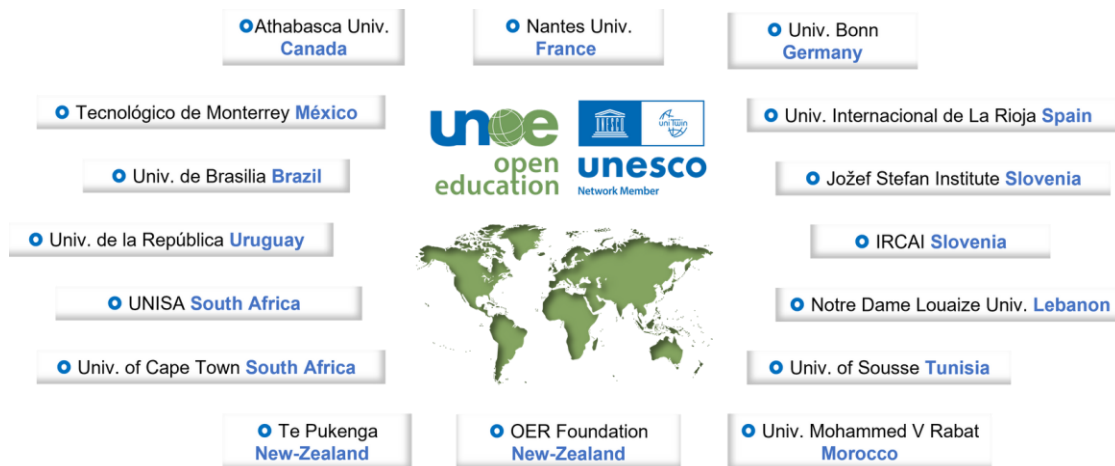 Athabasca Univ.
Canada
Nantes Univ.
France
Univ. Bonn
Germany
Tecnológico de Monterrey México
unoe
open
education
uniTwin
unesco
Network Member
Univ. Internacional de La Rioja Spain
Univ. de Brasilia Brazil
Jožef Stefan Institute Slovenia
Univ. de la República Uruguay
IRCAI Slovenia
UNISA South Africa
Notre Dame Louaize Univ. Lebanon
Univ. of Cape Town South Africa
Univ. of Sousse Tunisia
Te Pukenga
New-Zealand
OER Foundation
New-Zealand
Univ. Mohammed V Rabat
Morocco